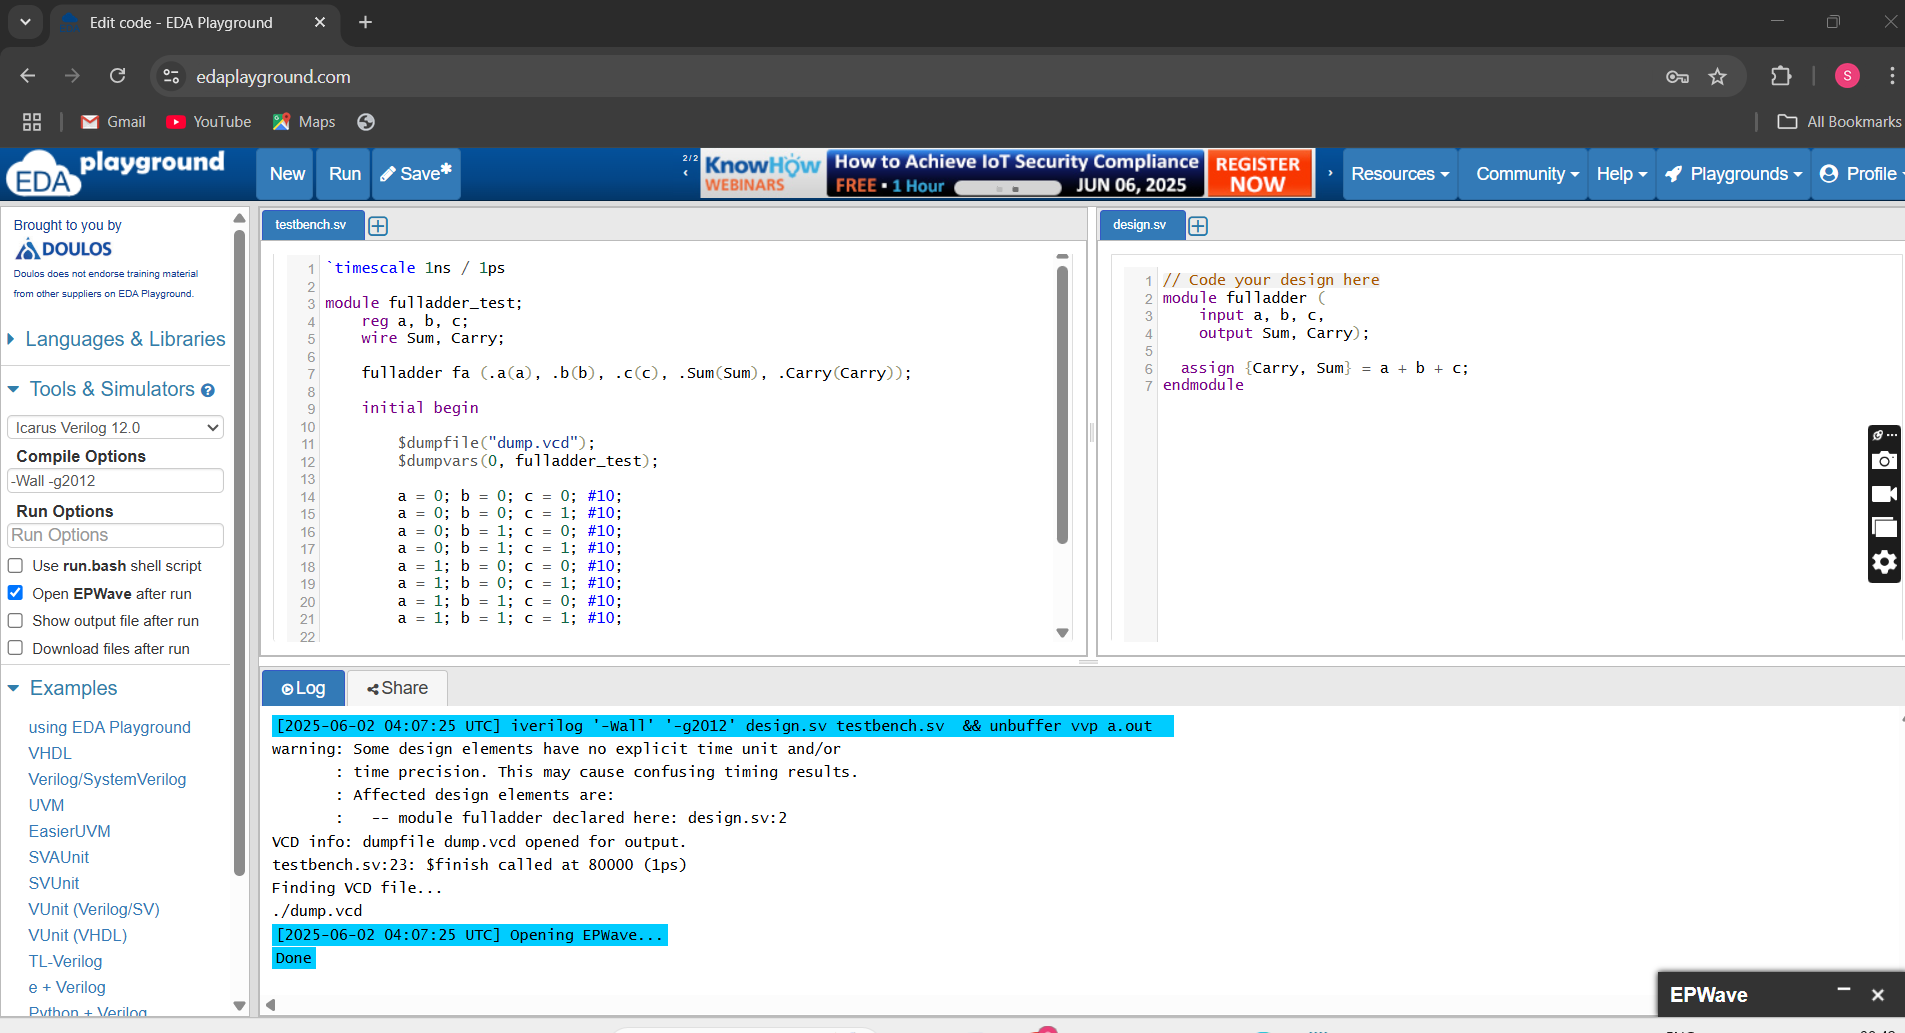 Edit code - EDA Playground
edaplayground.com
S
Gmail
YouTube
Maps
All Bookmarks
EDA playground
New
Run
Save*
2/2
KnowHow
WEBINARS
How to Achieve IoT Security Compliance
FREE • 1 Hour
JUN 06, 2025
REGISTER
NOW
Resources
Community
Help
Playgrounds
Profile
Brought to you by
DOULOS
Doulos does not endorse training material
from other suppliers on EDA Playground.
Languages & Libraries
Tools & Simulators
Icarus Verilog 12.0
Compile Options
-Wall -g2012
Run Options
Run Options
Use run.bash shell script
Open EPWave after run
Show output file after run
Download files after run
Examples
using EDA Playground
VHDL
Verilog/SystemVerilog
UVM
EasierUVM
SVAUnit
SVUnit
VUnit (Verilog/SV)
VUnit (VHDL)
TL-Verilog
e + Verilog
Python + Verilog
testbench.sv
1 `timescale 1ns / 1ps
2
3 module fulladder_test;
4     reg a, b, c;
5     wire Sum, Carry;
6
7     fulladder fa (.a(a), .b(b), .c(c), .Sum(Sum), .Carry(Carry));
8
9     initial begin
10
11         $dumpfile("dump.vcd");
12         $dumpvars(0, fulladder_test);
13
14         a = 0; b = 0; c = 0; #10;
15         a = 0; b = 0; c = 1; #10;
16         a = 0; b = 1; c = 0; #10;
17         a = 0; b = 1; c = 1; #10;
18         a = 1; b = 0; c = 0; #10;
19         a = 1; b = 0; c = 1; #10;
20         a = 1; b = 1; c = 0; #10;
21         a = 1; b = 1; c = 1; #10;
22
design.sv
1 // Code your design here
2 module fulladder (
3     input a, b, c,
4     output Sum, Carry);
5
6   assign {Carry, Sum} = a + b + c;
7 endmodule
Log
Share
[2025-06-02 04:07:25 UTC] iverilog '-Wall' '-g2012' design.sv testbench.sv  && unbuffer vvp a.out
warning: Some design elements have no explicit time unit and/or
       : time precision. This may cause confusing timing results.
       : Affected design elements are:
       :   -- module fulladder declared here: design.sv:2
VCD info: dumpfile dump.vcd opened for output.
testbench.sv:23: $finish called at 80000 (1ps)
Finding VCD file...
./dump.vcd
[2025-06-02 04:07:25 UTC] Opening EPWave...
Done
EPWave